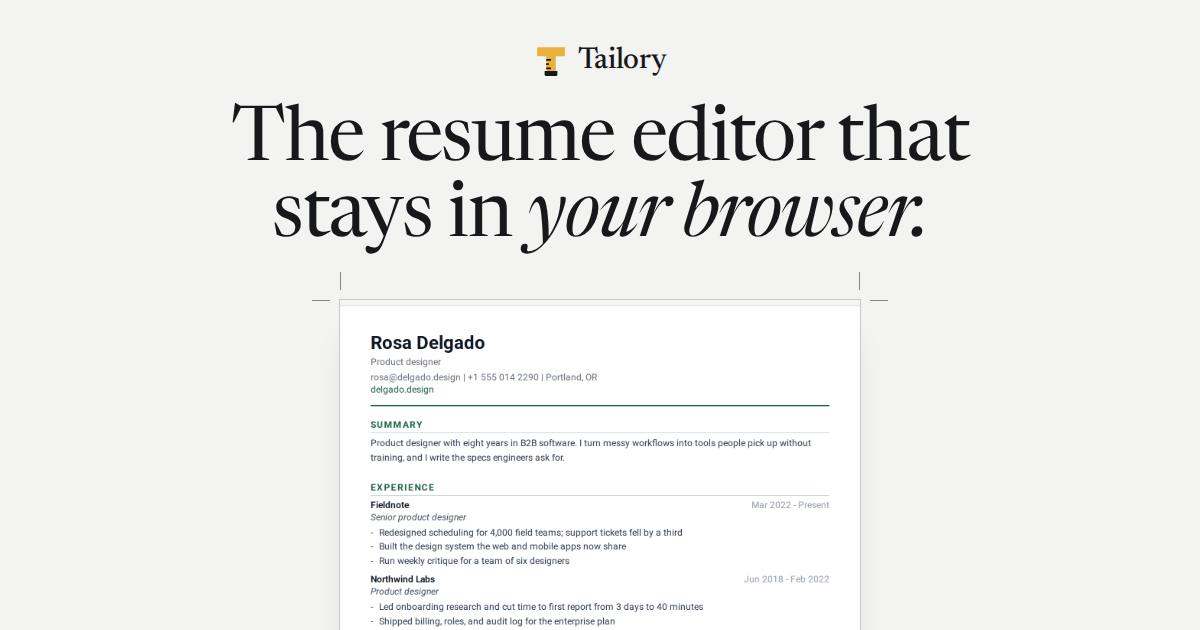 Tailory
The resume editor that
stays in your browser.
Rosa Delgado
Product designer
rosa@delgado.design | +1 555 014 2290 | Portland, OR
delgado.design
SUMMARY
Product designer with eight years in B2B software. I turn messy workflows into tools people pick up without
training, and I write the specs engineers ask for.
EXPERIENCE
Fieldnote Mar 2022 - Present
Senior product designer
- Redesigned scheduling for 4,000 field teams; support tickets fell by a third
- Built the design system the web and mobile apps now share
- Run weekly critique for a team of six designers
Northwind Labs Jun 2018 - Feb 2022
Product designer
- Led onboarding research and cut time to first report from 3 days to 40 minutes
- Shipped billing, roles, and audit log for the enterprise plan